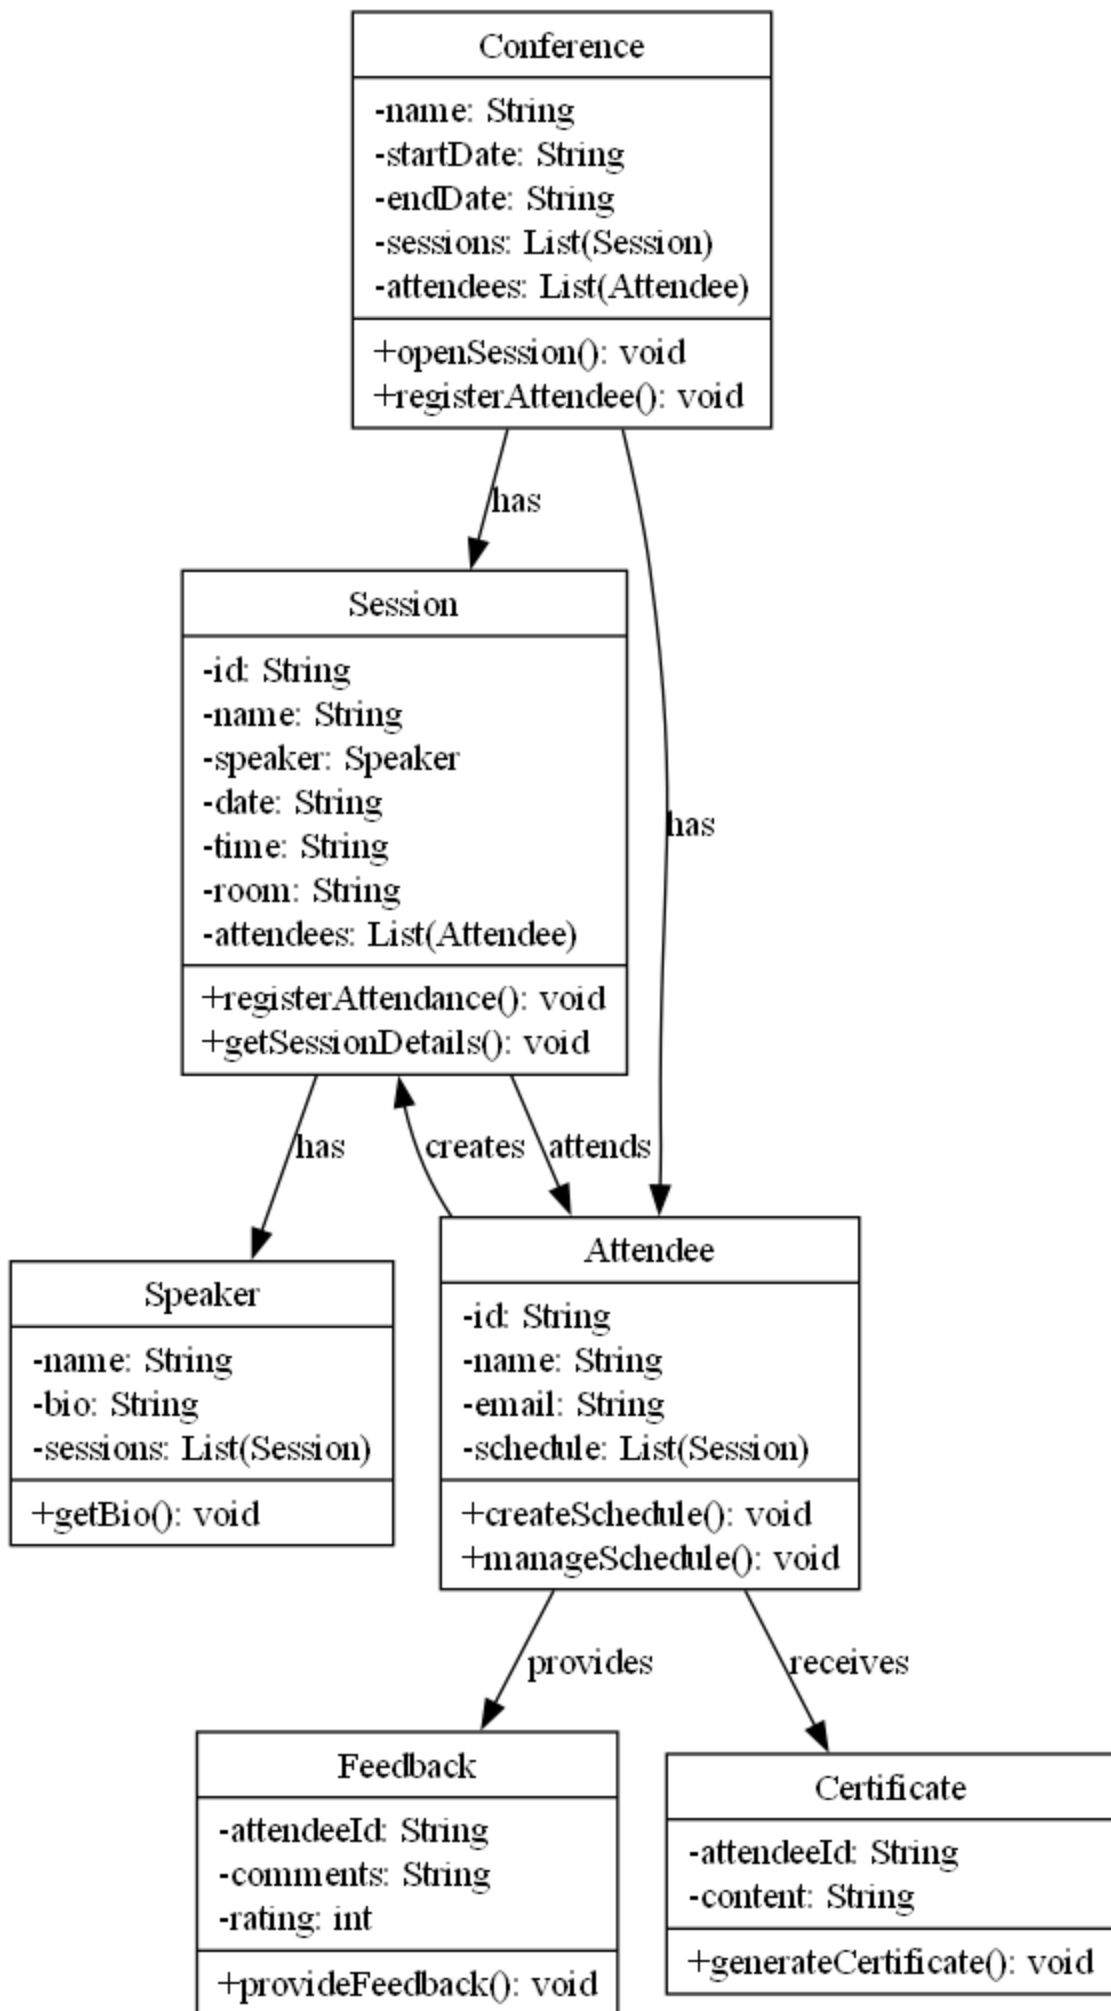 Conference
-name: String
-startDate: String
-endDate: String
-sessions: List(Session)
-attendees: List(Attendee)
+openSession(): void
+registerAttendee(): void
has
Session
-id: String
-name: String
-speaker: Speaker
-date: String
-time: String
-room: String
-attendees: List(Attendee)
+registerAttendance(): void
+getSessionDetails(): void
has
has
creates
attends
Speaker
-name: String
-bio: String
-sessions: List(Session)
+getBio(): void
Attendee
-id: String
-name: String
-email: String
-schedule: List(Session)
+createSchedule(): void
+manageSchedule(): void
provides
receives
Feedback
-attendeeId: String
-comments: String
-rating: int
+provideFeedback(): void
Certificate
-attendeeId: String
-content: String
+generateCertificate(): void